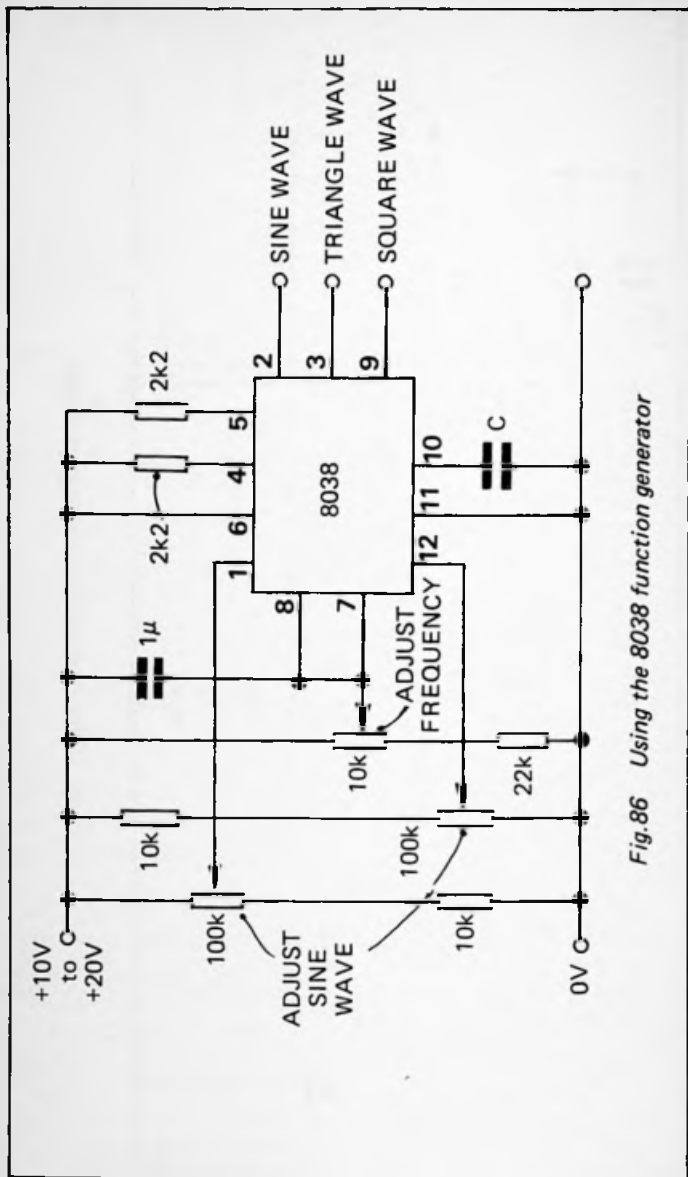 +10V
to
+20V
100k
ADJUST
SINE
WAVE
10k
10k
100k
1µ
10k
ADJUST
FREQUENCY
22k
2k2
2k2
1
6
4
5
8
7
8038
2
3
9
12
11
10
C
SINE WAVE
TRIANGLE WAVE
SQUARE WAVE
0V
Fig.86 Using the 8038 function generator